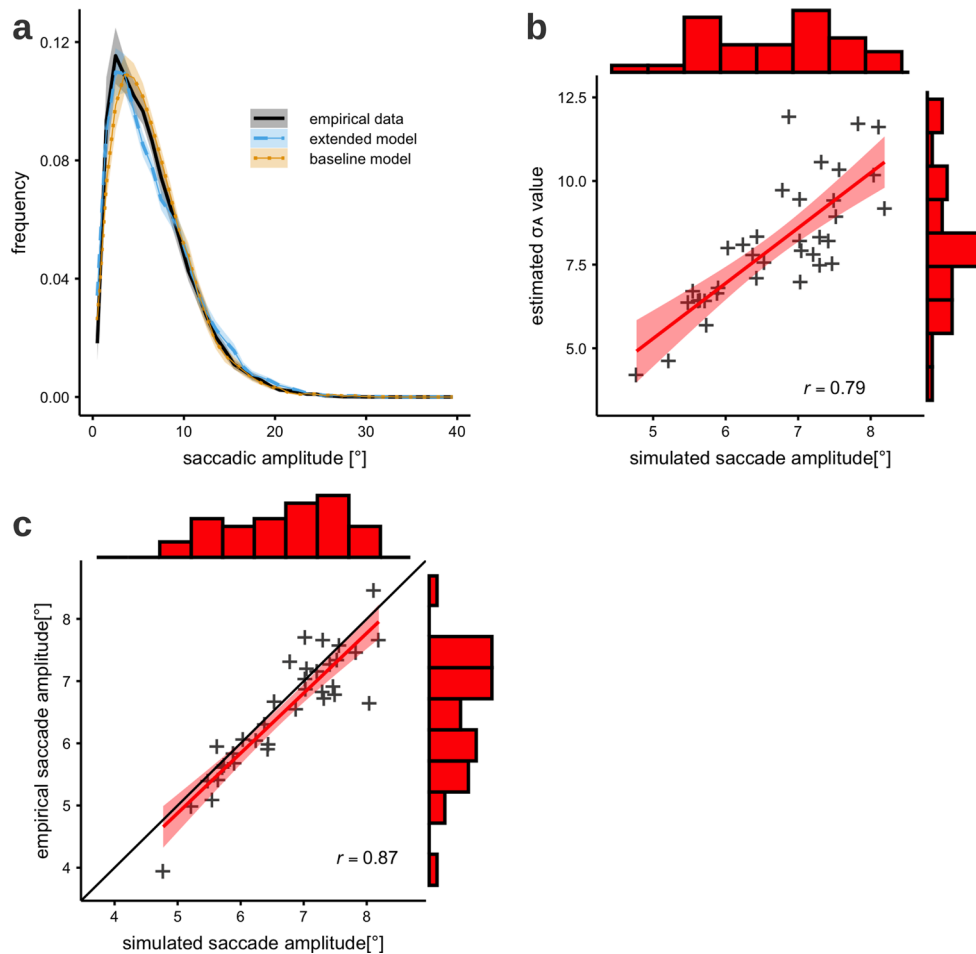 a
0.12
0.08
0.04
0.00
frequency
empirical data
extended model
baseline model
0 10 20 30 40
saccadic amplitude [°]
b
12.5
10.0
7.5
5.0
estimated σᴀ value
r = 0.79
5 6 7 8
simulated saccade amplitude[°]
c
8
7
6
5
4
empirical saccade amplitude[°]
r = 0.87
4 5 6 7 8
simulated saccade amplitude[°]